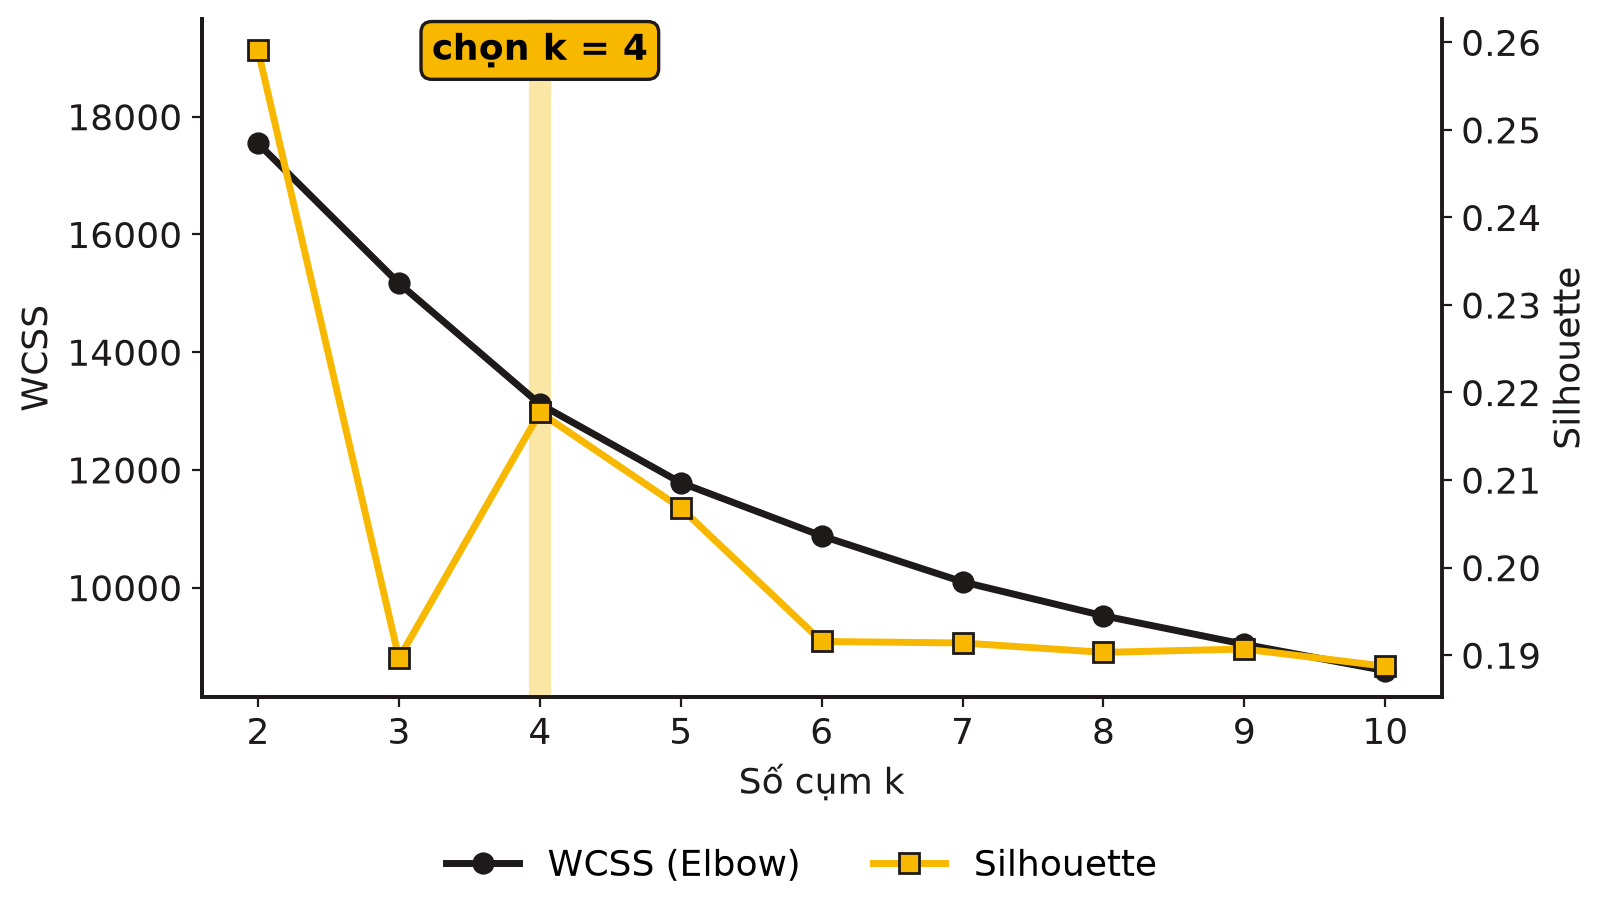 chọn k = 4
18000
16000
14000
12000
10000
WCSS
0.26
0.25
0.24
0.23
0.22
0.21
0.20
0.19
Silhouette
2 3 4 5 6 7 8 9 10
Số cụm k
WCSS (Elbow) Silhouette